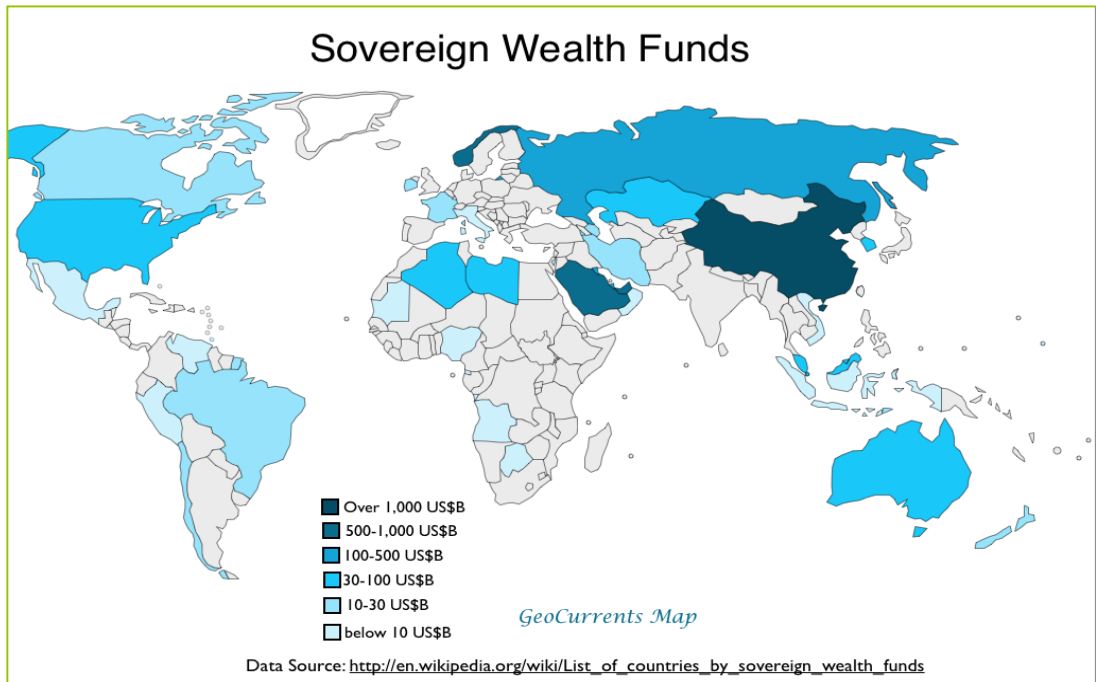 Sovereign Wealth Funds
Over 1,000 US$B
500-1,000 US$B
100-500 US$B
30-100 US$B
10-30 US$B
below 10 US$B
GeoCurrents Map
Data Source: http://en.wikipedia.org/wiki/List_of_countries_by_sovereign_wealth_funds